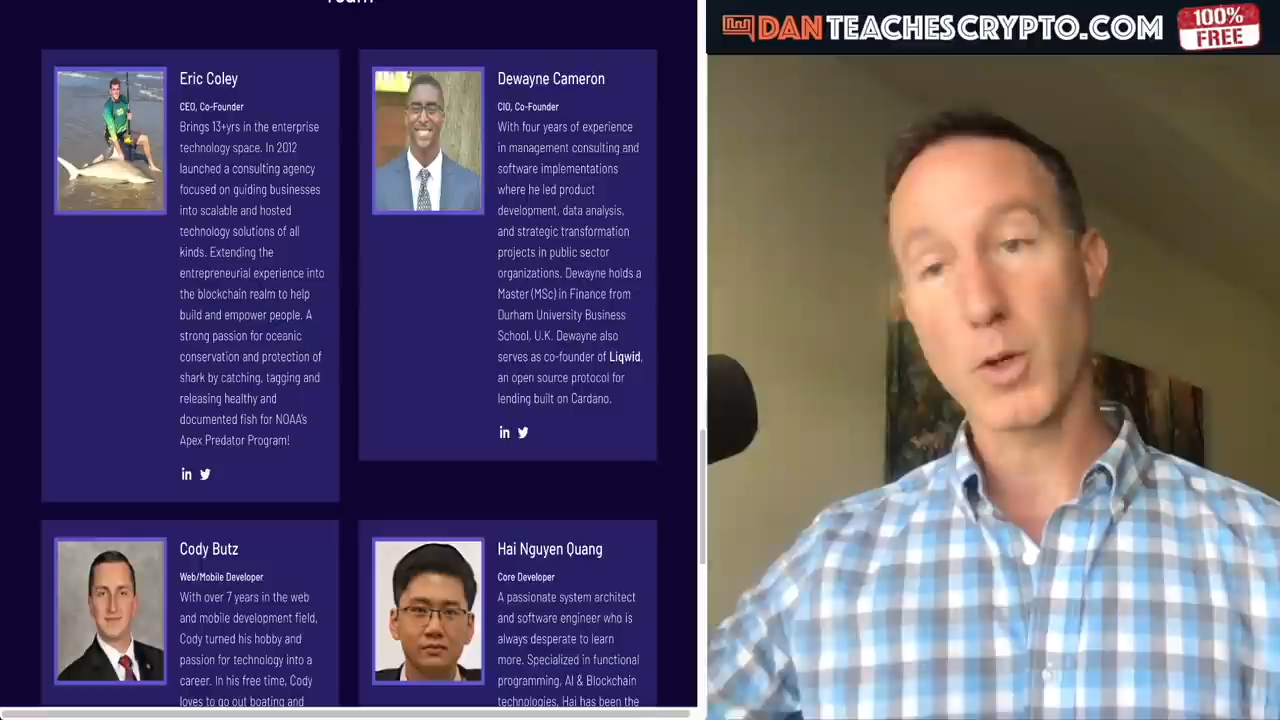 Team
DAN TEACHESCRYPTO.COM
100%
FREE
Eric Coley
CEO, Co-Founder
Brings 13+yrs in the enterprise
technology space. In 2012
launched a consulting agency
focused on guiding businesses
into scalable and hosted
technology solutions of all
kinds. Extending the
entrepreneurial experience into
the blockchain realm to help
build and empower people. A
strong passion for oceanic
conservation and protection of
shark by catching, tagging and
releasing healthy and
documented fish for NOAA's
Apex Predator Program!
in
Dewayne Cameron
CIO, Co-Founder
With four years of experience
in management consulting and
software implementations
where he led product
development, data analysis,
and strategic transformation
projects in public sector
organizations. Dewayne holds a
Master (MSc) in Finance from
Durham University Business
School, U.K. Dewayne also
serves as co-founder of Liqwid,
an open source protocol for
lending built on Cardano.
in
Cody Butz
Web/Mobile Developer
With over 7 years in the web
and mobile development field,
Cody turned his hobby and
passion for technology into a
career. In his free time, Cody
loves to go out boating and
Hai Nguyen Quang
Core Developer
A passionate system architect
and software engineer who is
always desperate to learn
more. Specialized in functional
programming, AI & Blockchain
technologies, Hai has been the